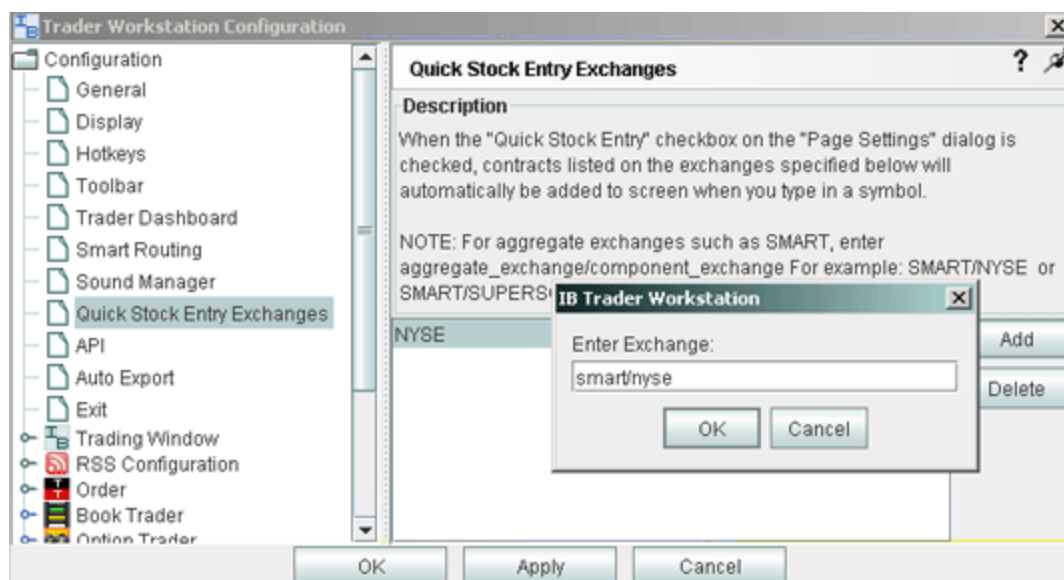 Trader Workstation Configuration
Configuration
General
Display
Hotkeys
Toolbar
Trader Dashboard
Smart Routing
Sound Manager
Quick Stock Entry Exchanges
API
Auto Export
Exit
Trading Window
RSS Configuration
Order
Book Trader
Option Trader
Quick Stock Entry Exchanges
?
Description
When the "Quick Stock Entry" checkbox on the "Page Settings" dialog is
checked, contracts listed on the exchanges specified below will
automatically be added to screen when you type in a symbol.
NOTE: For aggregate exchanges such as SMART, enter
aggregate_exchange/component_exchange For example: SMART/NYSE or
NYSE
Add
Delete
IB Trader Workstation
Enter Exchange:
smart/nyse
OK Cancel
OK Apply Cancel